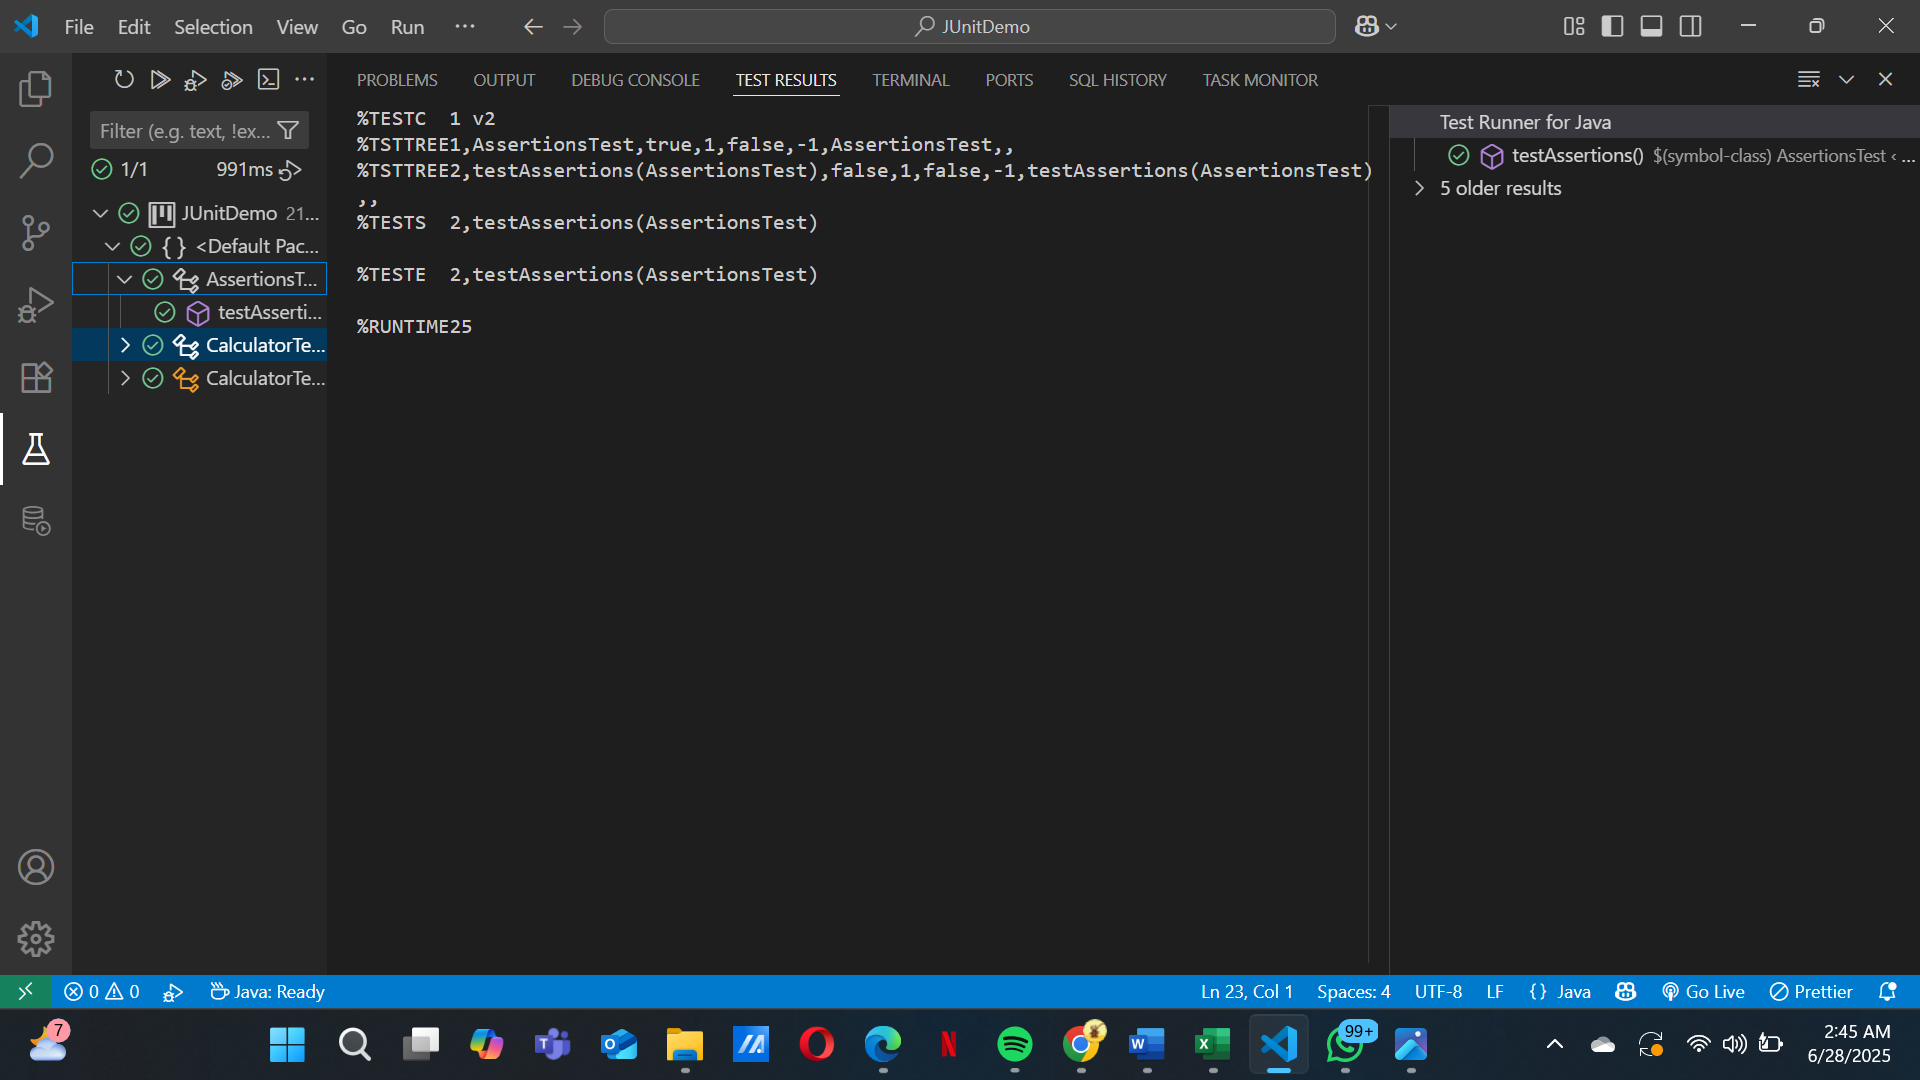 File Edit Selection View Go Run ··· JUnitDemo
PROBLEMS OUTPUT DEBUG CONSOLE TEST RESULTS TERMINAL PORTS SQL HISTORY TASK MONITOR
Filter (e.g. text, !ex...
1/1 991ms
JUnitDemo 21...
<Default Pac...
AssertionsT...
testAsserti...
CalculatorTe...
CalculatorTe...
%TESTC  1 v2
%TSTTREE1,AssertionsTest,true,1,false,-1,AssertionsTest,,
%TSTTREE2,testAssertions(AssertionsTest),false,1,false,-1,testAssertions(AssertionsTest)
,,
%TESTS  2,testAssertions(AssertionsTest)
%TESTE  2,testAssertions(AssertionsTest)
%RUNTIME25
Test Runner for Java
testAssertions() $(symbol-class) AssertionsTest < ...
5 older results
0 0 Java: Ready Ln 23, Col 1 Spaces: 4 UTF-8 LF {} Java Go Live Prettier
7
99+
2:45 AM
6/28/2025